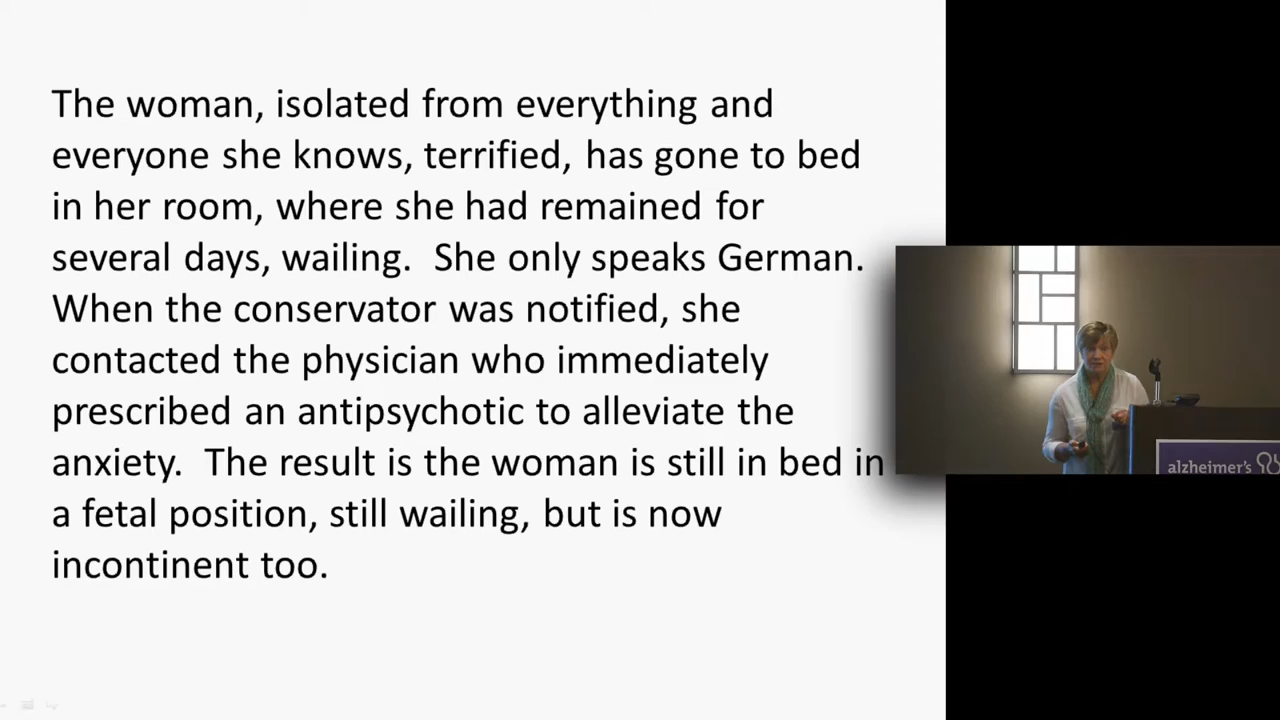 The woman, isolated from everything and
everyone she knows, terrified, has gone to bed
in her room, where she had remained for
several days, wailing.  She only speaks German.
When the conservator was notified, she
contacted the physician who immediately
prescribed an antipsychotic to alleviate the
anxiety.  The result is the woman is still in bed in
a fetal position, still wailing, but is now
incontinent too.
alzheimer's